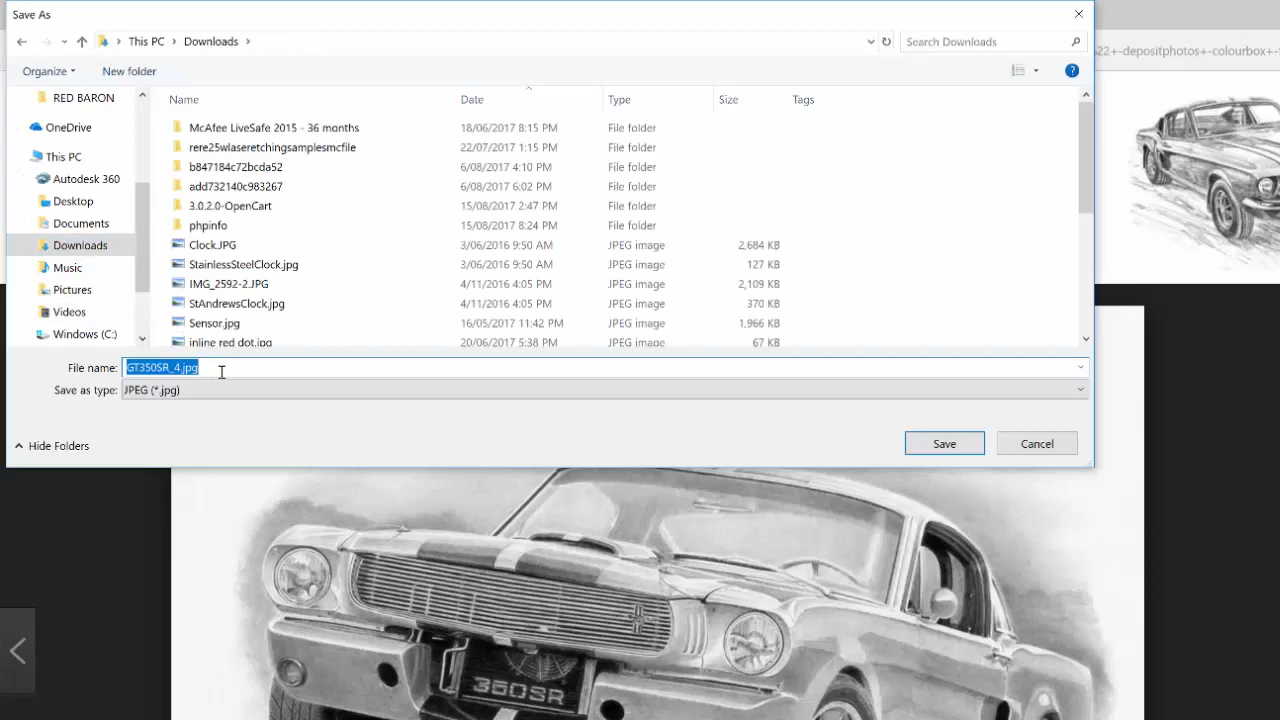 Save As
This PC > Downloads >
Search Downloads
22+-depositphotos+-colourbox+-
Organize
New folder
Name Date Type Size Tags
RED BARON
OneDrive
This PC
Autodesk 360
Desktop
Documents
Downloads
Music
Pictures
Videos
Windows (C:)
McAfee LiveSafe 2015 - 36 months 18/06/2017 8:15 PM File folder
rere25wlaseretchingsamplesmcfile 22/07/2017 1:15 PM File folder
b847184c72bcda52 6/08/2017 4:10 PM File folder
add732140c983267 6/08/2017 6:02 PM File folder
3.0.2.0-OpenCart 15/08/2017 2:47 PM File folder
phpinfo 15/08/2017 8:24 PM File folder
Clock.JPG 3/06/2016 9:50 AM JPEG image 2,684 KB
StainlessSteelClock.jpg 3/06/2016 9:50 AM JPEG image 127 KB
IMG_2592-2.JPG 4/11/2016 4:05 PM JPEG image 2,109 KB
StAndrewsClock.jpg 4/11/2016 4:05 PM JPEG image 370 KB
Sensor.jpg 16/05/2017 11:42 PM JPEG image 1,966 KB
inline red dot.jpg 20/06/2017 5:38 PM JPEG image 67 KB
File name: GT350SR_4.jpg
Save as type: JPEG (*.jpg)
Hide Folders
Save
Cancel
350SR